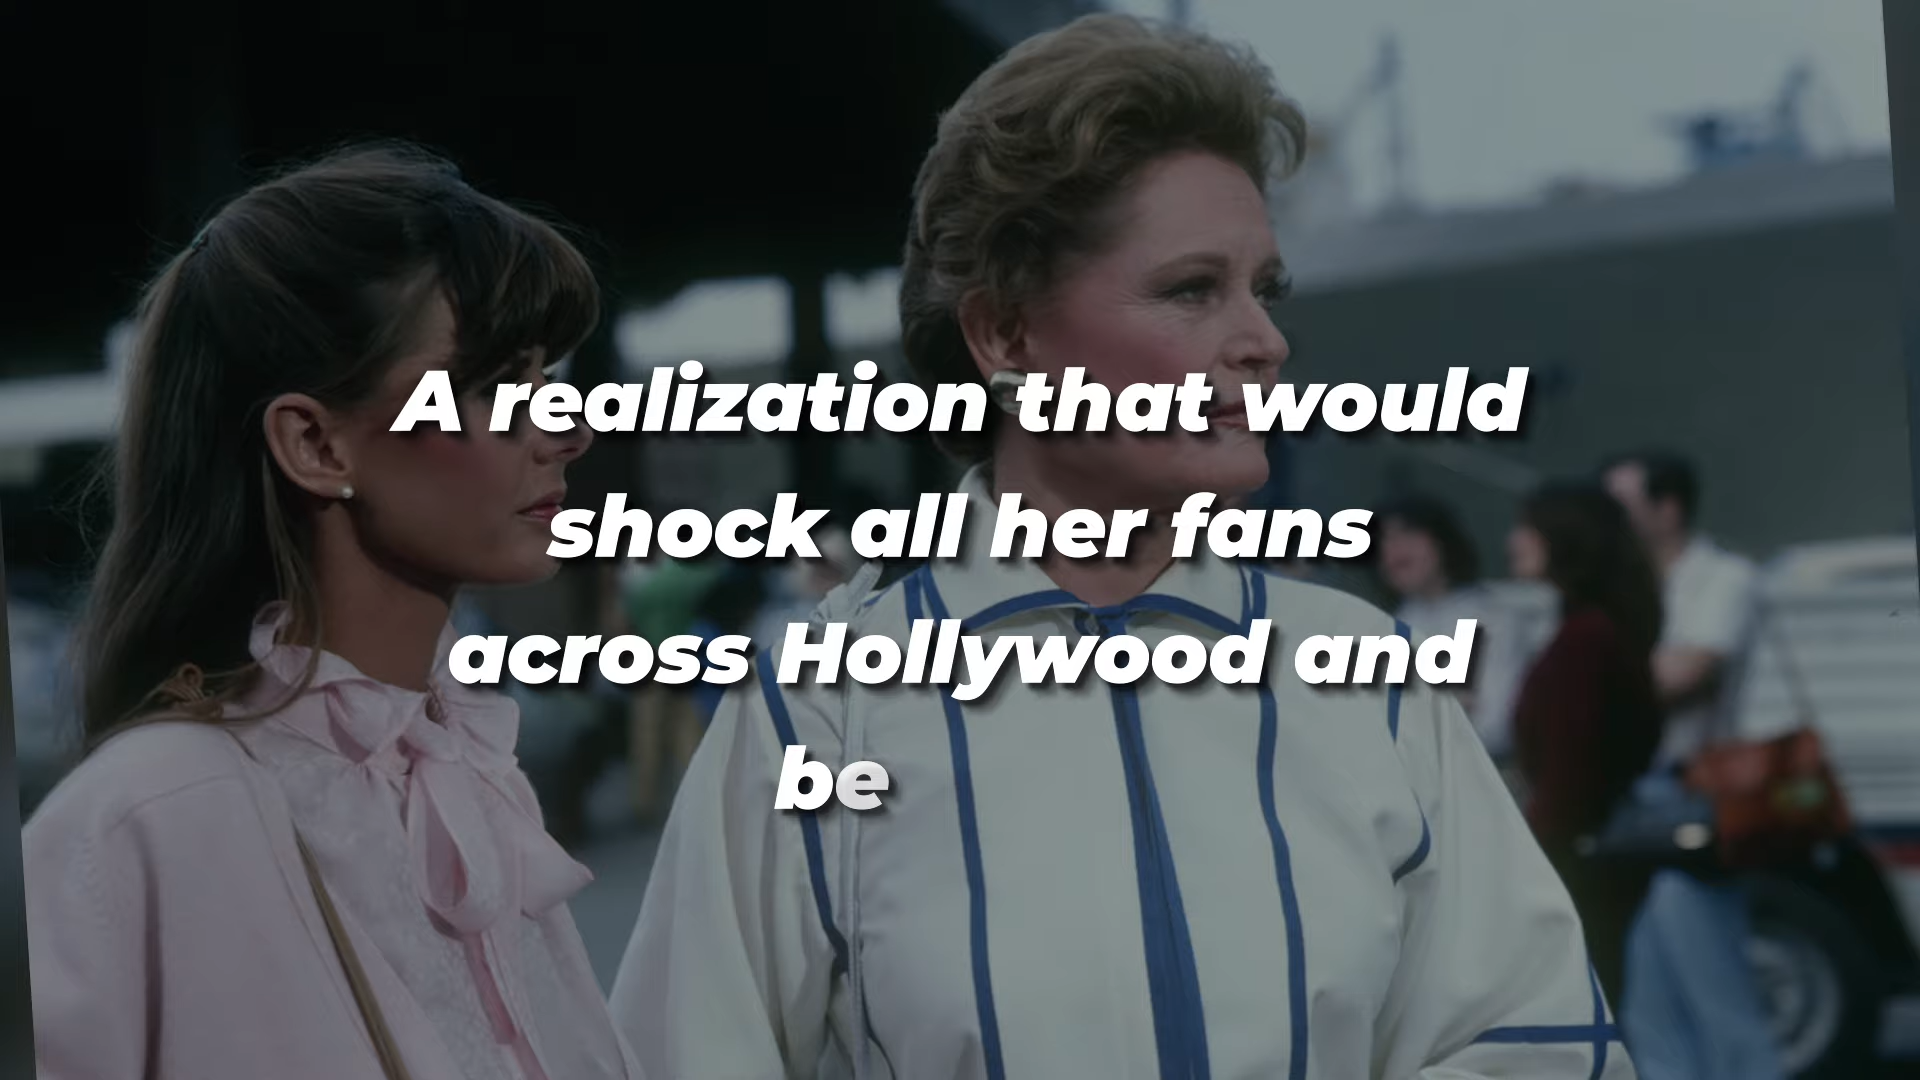 A realization that would
shock all her fans
across Hollywood and
be